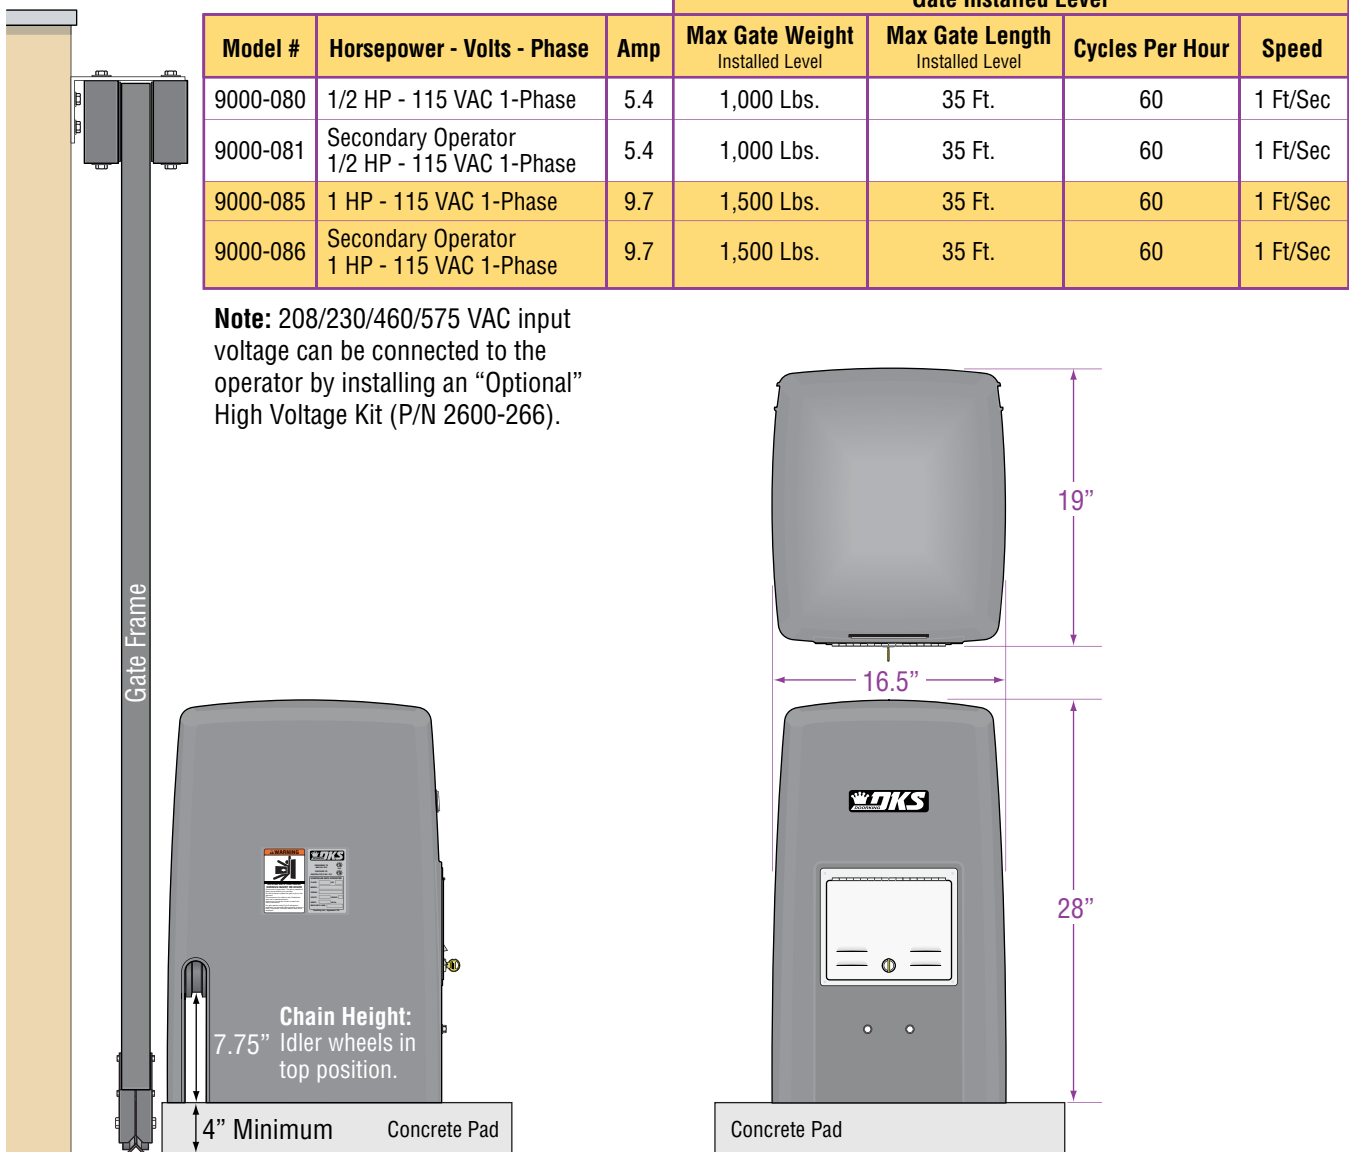 Gate Installed Level
Model # Horsepower - Volts - Phase Amp Max Gate Weight Installed Level Max Gate Length Installed Level Cycles Per Hour Speed
9000-080 1/2 HP - 115 VAC 1-Phase 5.4 1,000 Lbs. 35 Ft. 60 1 Ft/Sec
9000-081 Secondary Operator 1/2 HP - 115 VAC 1-Phase 5.4 1,000 Lbs. 35 Ft. 60 1 Ft/Sec
9000-085 1 HP - 115 VAC 1-Phase 9.7 1,500 Lbs. 35 Ft. 60 1 Ft/Sec
9000-086 Secondary Operator 1 HP - 115 VAC 1-Phase 9.7 1,500 Lbs. 35 Ft. 60 1 Ft/Sec
Note: 208/230/460/575 VAC input
voltage can be connected to the
operator by installing an “Optional”
High Voltage Kit (P/N 2600-266).
19”
16.5”
Gate Frame
DKS
DOORKING
28”
WARNING
DKS
Chain Height:
7.75” Idler wheels in
top position.
4” Minimum
Concrete Pad
Concrete Pad